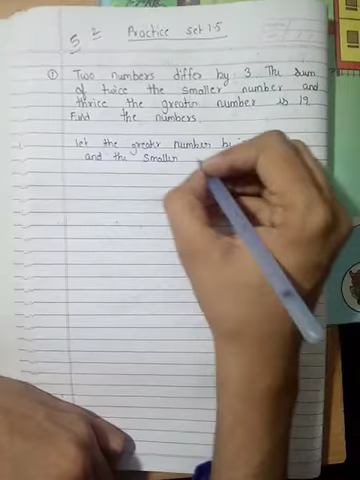 Practice set 1.5
① Two numbers differ by 3 The sum
of twice the smaller number and
thrice the greater number is 19
Find the numbers
let the greater number be
and the smaller